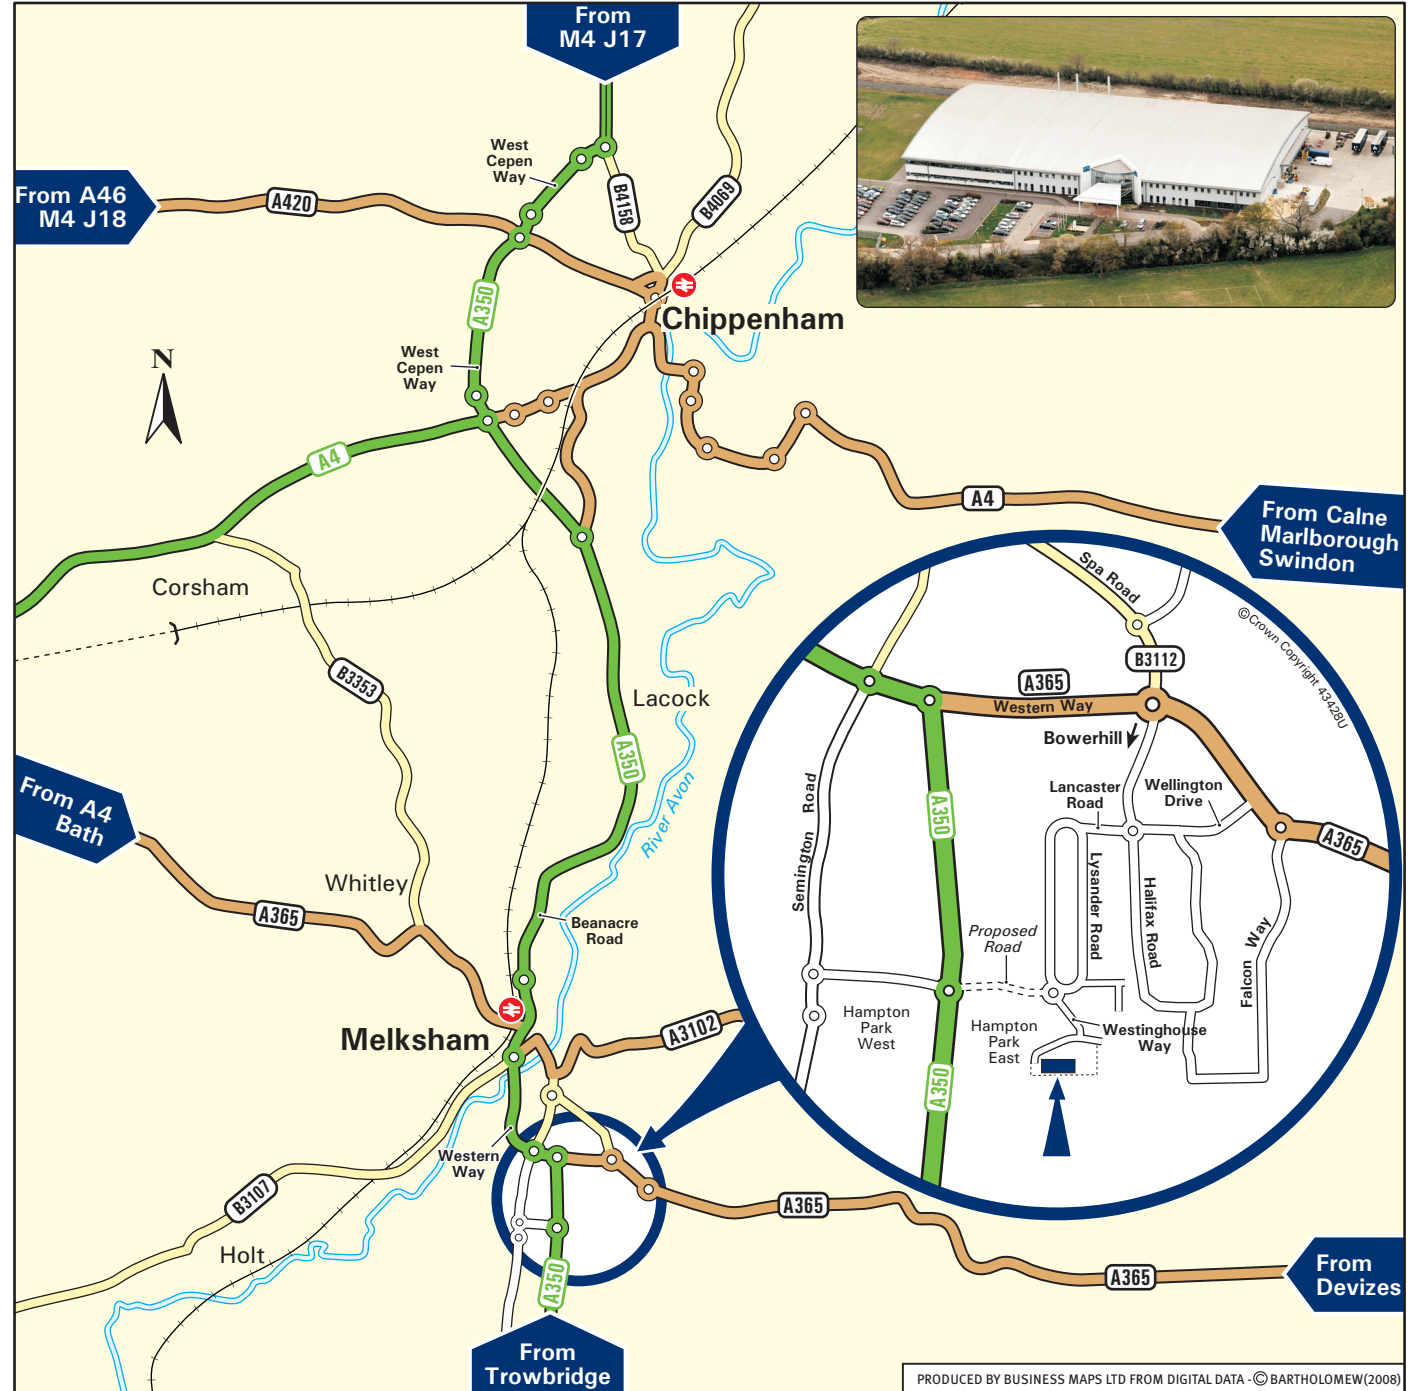 From
M4 J17
From A46
M4 J18
A420
West
Cepen
Way
B4158
B4069
A350
Chippenham
West
Cepen
Way
N
A4
A4
From Calne
Marlborough
Swindon
Corsham
B3353
Lacock
A350
River Avon
From A4
Bath
Whitley
A365
Beanacre
Road
Melksham
A3102
Western
Way
B3107
Holt
A350
A365
A365
From
Devizes
From
Trowbridge
Spa Road
©Crown Copyright 43428U
B3112
A365
Western Way
Bowerhill
Lancaster
Road
Wellington
Drive
A350
A365
Semington Road
Lysander Road
Halifax Road
Falcon Way
Proposed
Road
Hampton
Park
West
Hampton
Park
East
Westinghouse
Way
A350
PRODUCED BY BUSINESS MAPS LTD FROM DIGITAL DATA - © BARTHOLOMEW(2008)